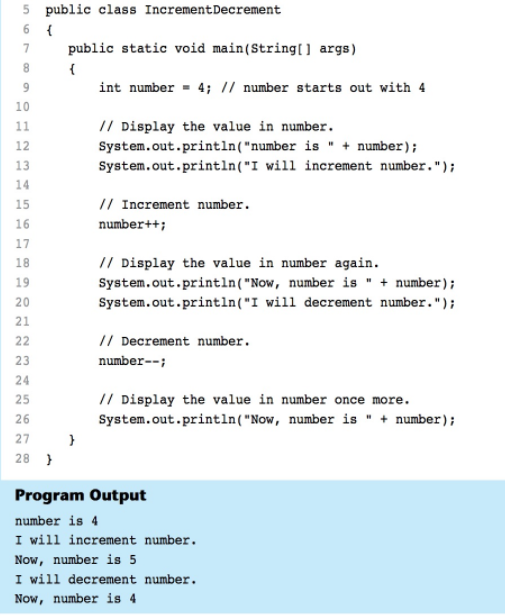 5 public class IncrementDecrement
6 {
7 public static void main(String[] args)
8 {
9 int number = 4; // number starts out with 4
10
11 // Display the value in number.
12 System.out.println("number is " + number);
13 System.out.println("I will increment number.");
14
15 // Increment number.
16 number++;
17
18 // Display the value in number again.
19 System.out.println("Now, number is " + number);
20 System.out.println("I will decrement number.");
21
22 // Decrement number.
23 number--;
24
25 // Display the value in number once more.
26 System.out.println("Now, number is " + number);
27 }
28 }
Program Output
number is 4
I will increment number.
Now, number is 5
I will decrement number.
Now, number is 4